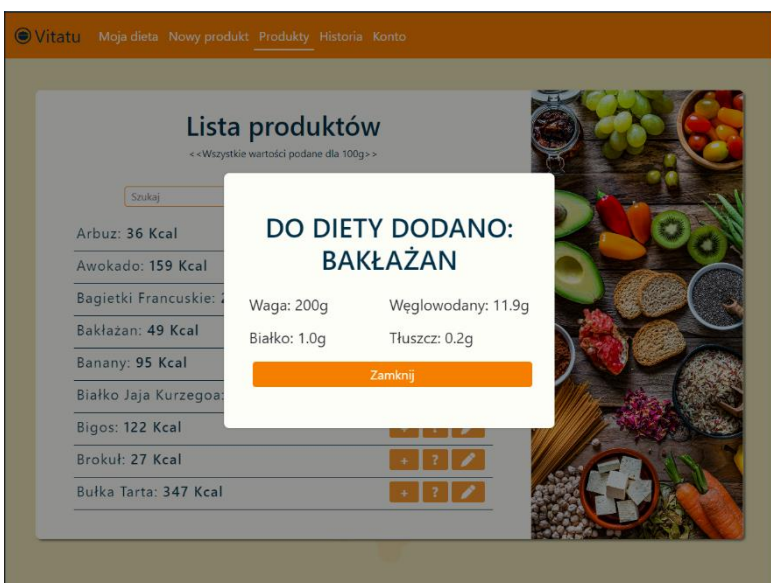 Vitatu Moja dieta Nowy produkt Produkty Historia Konto
Lista produktów
<<Wszystkie wartości podane dla 100g>>
Szukaj
Arbuz: 36 Kcal
Awokado: 159 Kcal
Bagietki Francuskie:
Bakłażan: 49 Kcal
Banany: 95 Kcal
Białko Jaja Kurzegoa:
Bigos: 122 Kcal
+ ?
Brokuł: 27 Kcal
+ ?
Bułka Tarta: 347 Kcal
+ ?
DO DIETY DODANO:
BAKŁAŻAN
Waga: 200g Węglowodany: 11.9g
Białko: 1.0g Tłuszcz: 0.2g
Zamknij